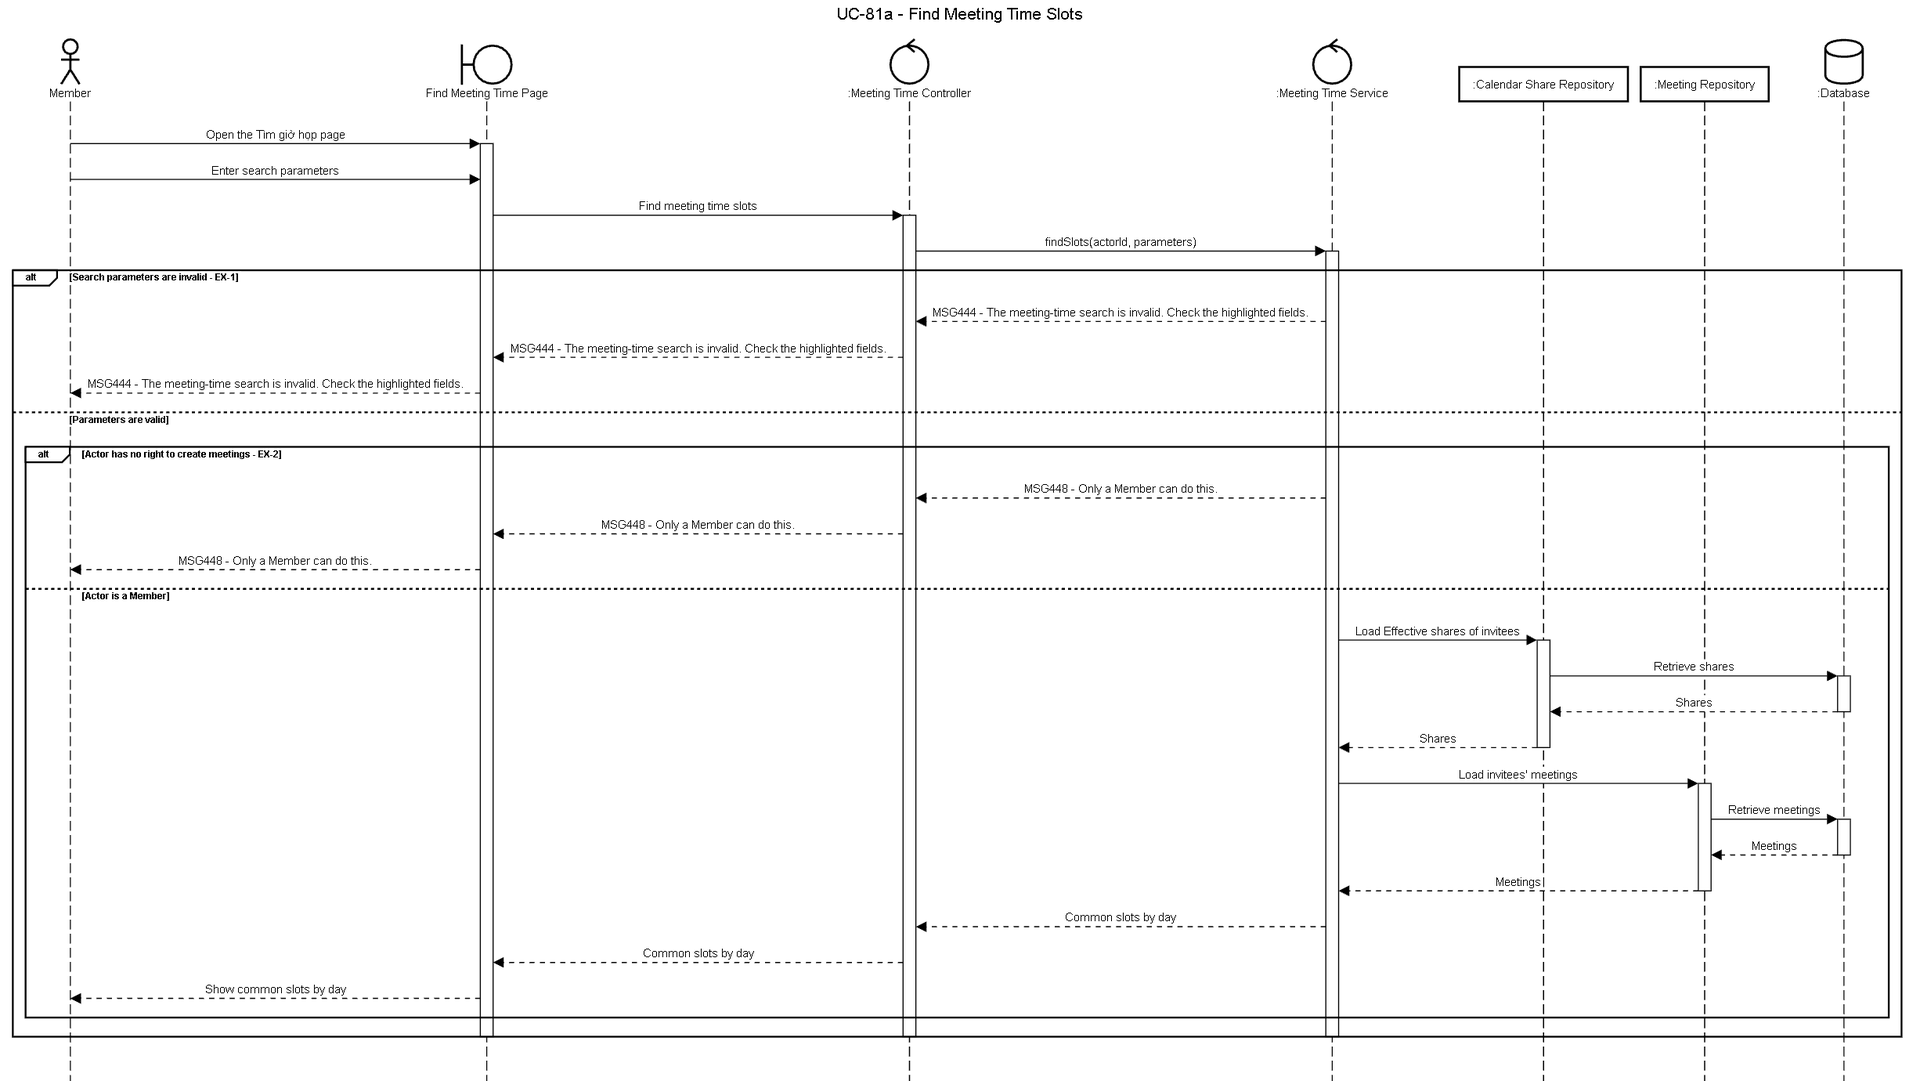 UC-81a - Find Meeting Time Slots
Member
Find Meeting Time Page
:Meeting Time Controller
:Meeting Time Service
:Calendar Share Repository
:Meeting Repository
:Database
Open the Tìm giờ họp page
Enter search parameters
Find meeting time slots
findSlots(actorId, parameters)
alt
[Search parameters are invalid - EX-1]
MSG444 - The meeting-time search is invalid. Check the highlighted fields.
MSG444 - The meeting-time search is invalid. Check the highlighted fields.
MSG444 - The meeting-time search is invalid. Check the highlighted fields.
[Parameters are valid]
alt
[Actor has no right to create meetings - EX-2]
MSG448 - Only a Member can do this.
MSG448 - Only a Member can do this.
MSG448 - Only a Member can do this.
[Actor is a Member]
Load Effective shares of invitees
Retrieve shares
Shares
Shares
Load invitees' meetings
Retrieve meetings
Meetings
Meetings
Common slots by day
Common slots by day
Show common slots by day